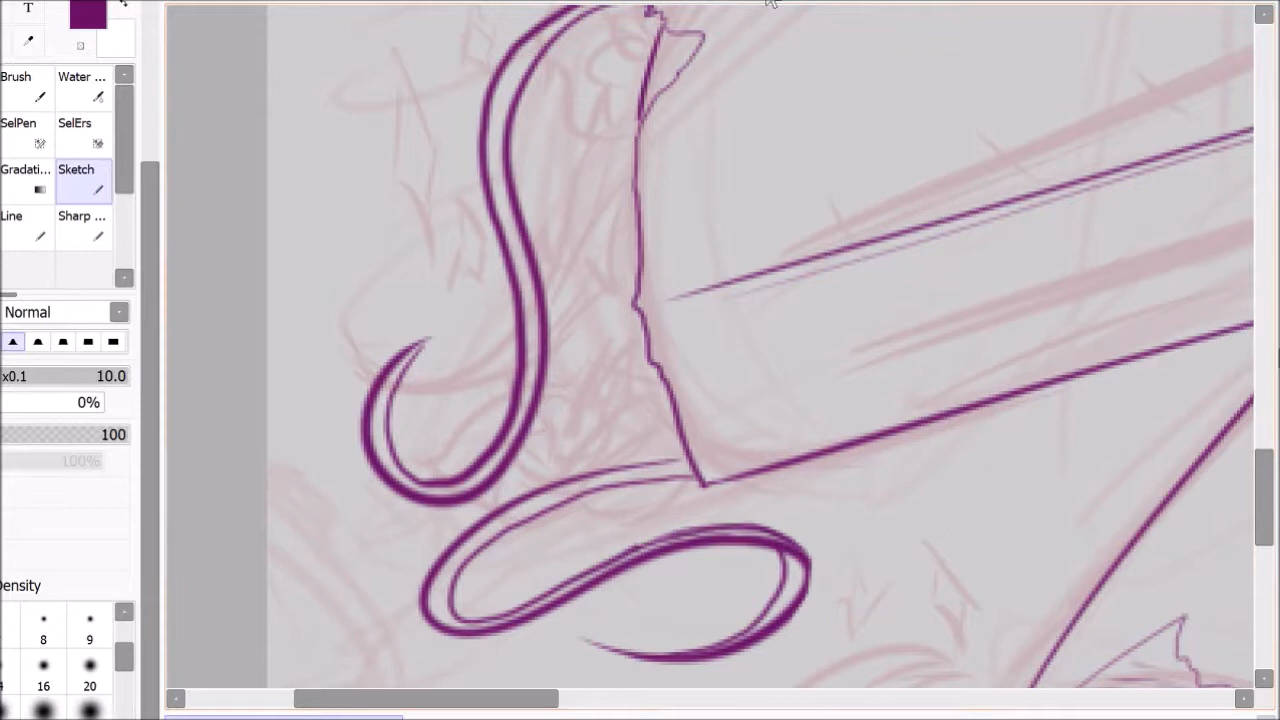 T
Brush Water ...
SelPen SelErs
Gradati... Sketch
Line Sharp ...
Normal
x0.1 10.0
0%
100
100%
Density
8 9
16 20